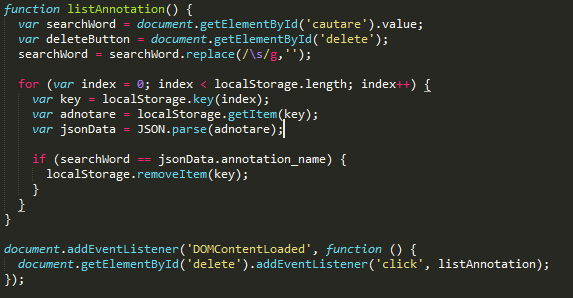 function listAnnotation() {
  var searchWord = document.getElementById('cautare').value;
  var deleteButton = document.getElementById('delete');
  searchWord = searchWord.replace(/\s/g,'');

  for (var index = 0; index < localStorage.length; index++) {
    var key = localStorage.key(index);
    var adnotare = localStorage.getItem(key);
    var jsonData = JSON.parse(adnotare);

    if (searchWord == jsonData.annotation_name) {
      localStorage.removeItem(key);
    }
  }
}

document.addEventListener('DOMContentLoaded', function () {
  document.getElementById('delete').addEventListener('click', listAnnotation);
});